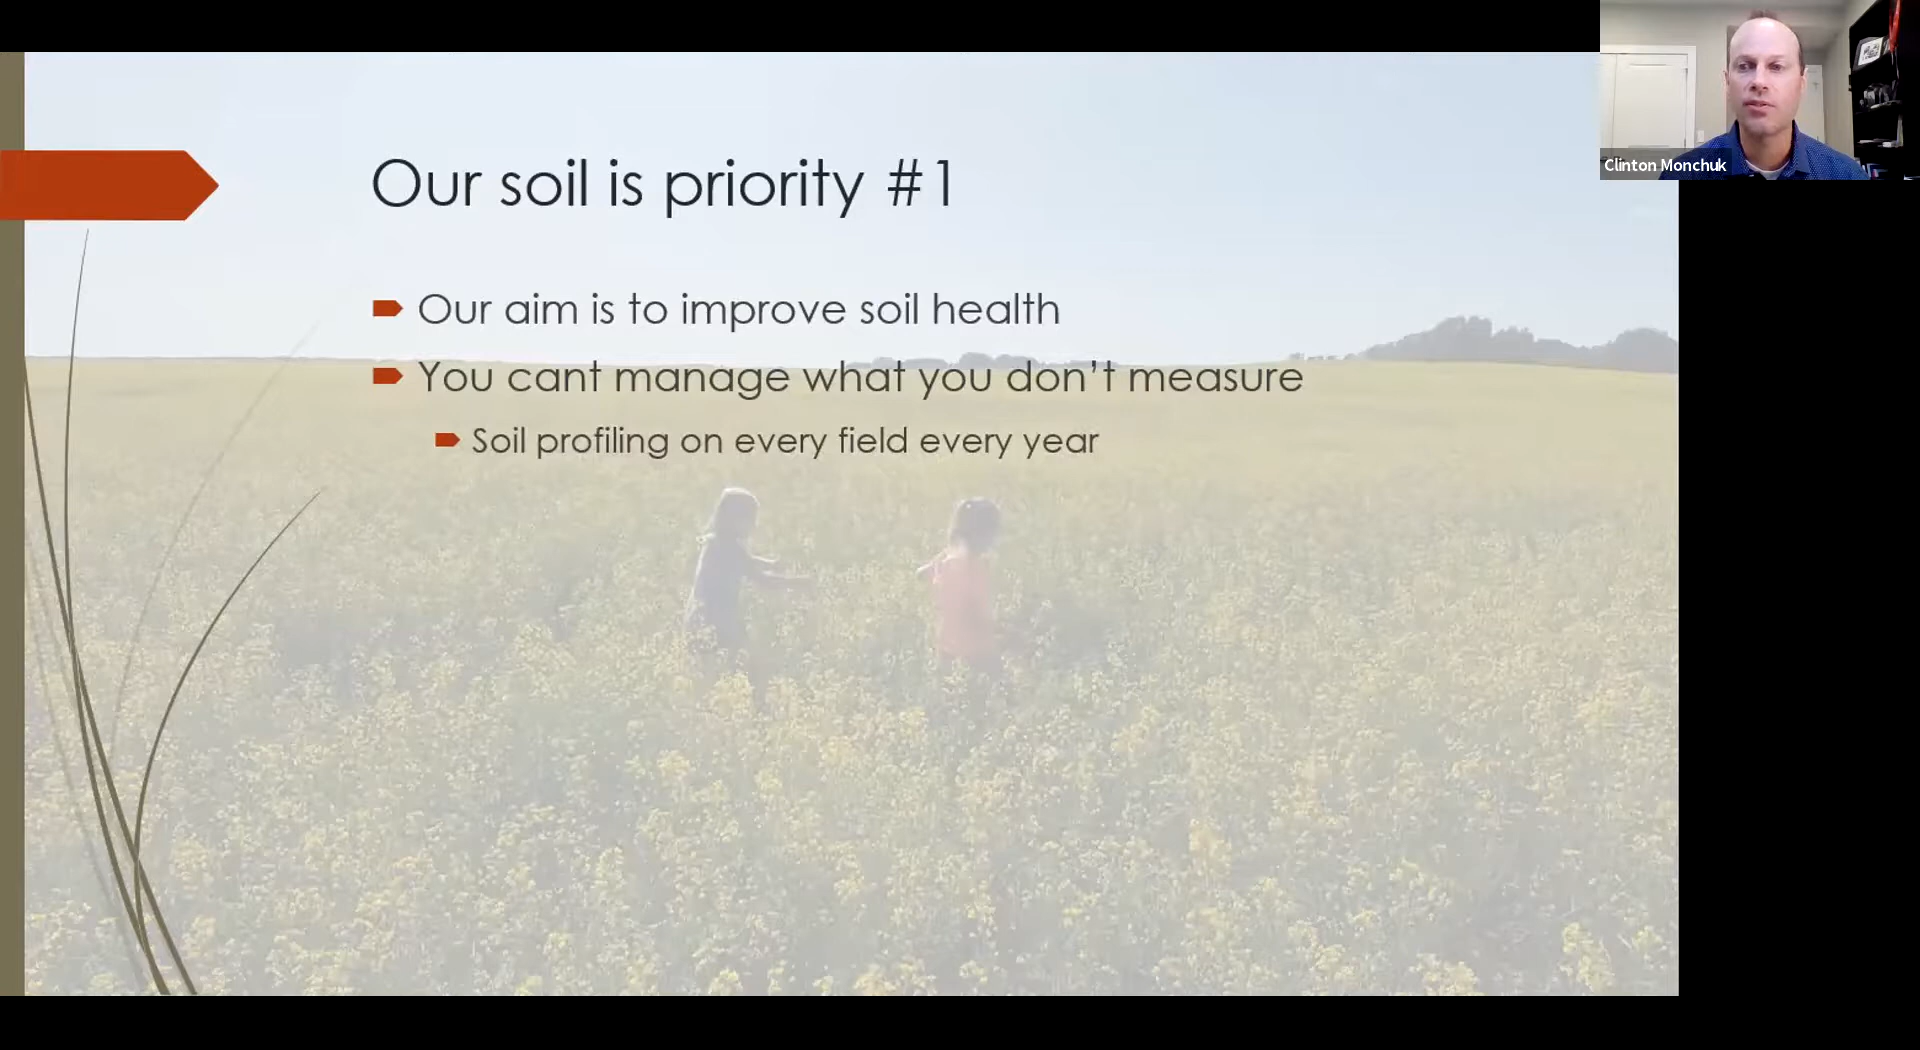 Our soil is priority #1
Our aim is to improve soil health
You cant manage what you don’t measure
Soil profiling on every field every year
Clinton Monchuk